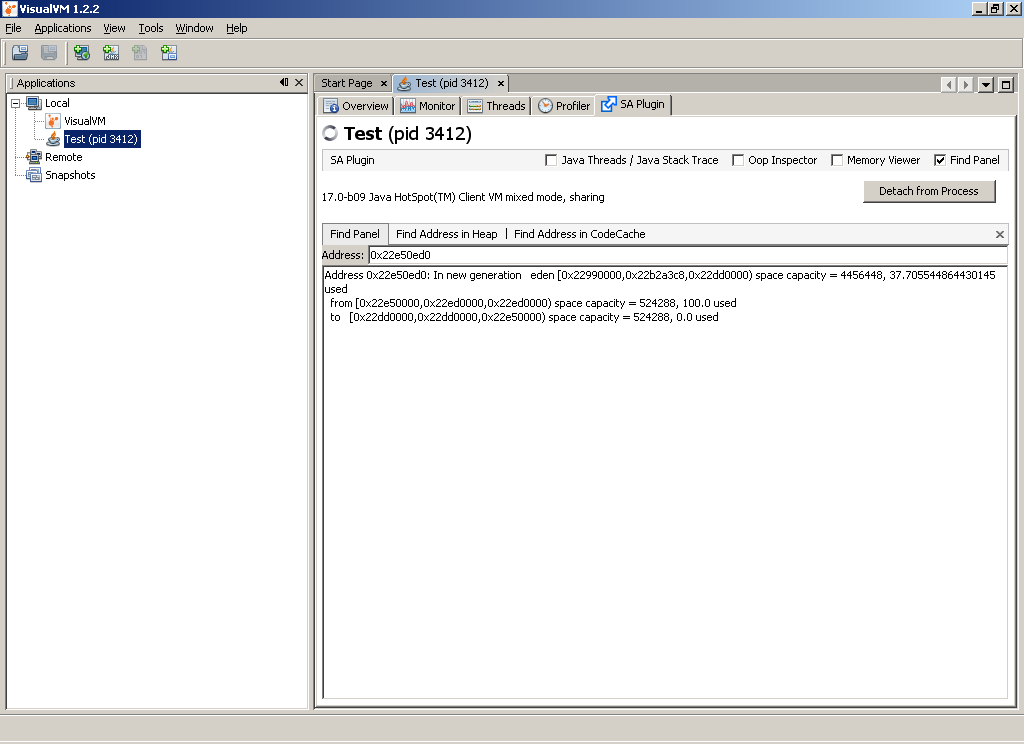 VisualVM 1.2.2
File Applications View Tools Window Help
Applications
Local
VisualVM
Test (pid 3412)
Remote
Snapshots
Start Page Test (pid 3412)
Overview Monitor Threads Profiler SA Plugin
Test (pid 3412)
SA Plugin Java Threads / Java Stack Trace Oop Inspector Memory Viewer Find Panel
17.0-b09 Java HotSpot(TM) Client VM mixed mode, sharing
Detach from Process
Find Panel Find Address in Heap | Find Address in CodeCache
Address: 0x22e50ed0
Address 0x22e50ed0: In new generation eden [0x22990000,0x22b2a3c8,0x22dd0000) space capacity = 4456448, 37.705544864430145
used
from [0x22e50000,0x22ed0000,0x22ed0000) space capacity = 524288, 100.0 used
to [0x22dd0000,0x22dd0000,0x22e50000) space capacity = 524288, 0.0 used